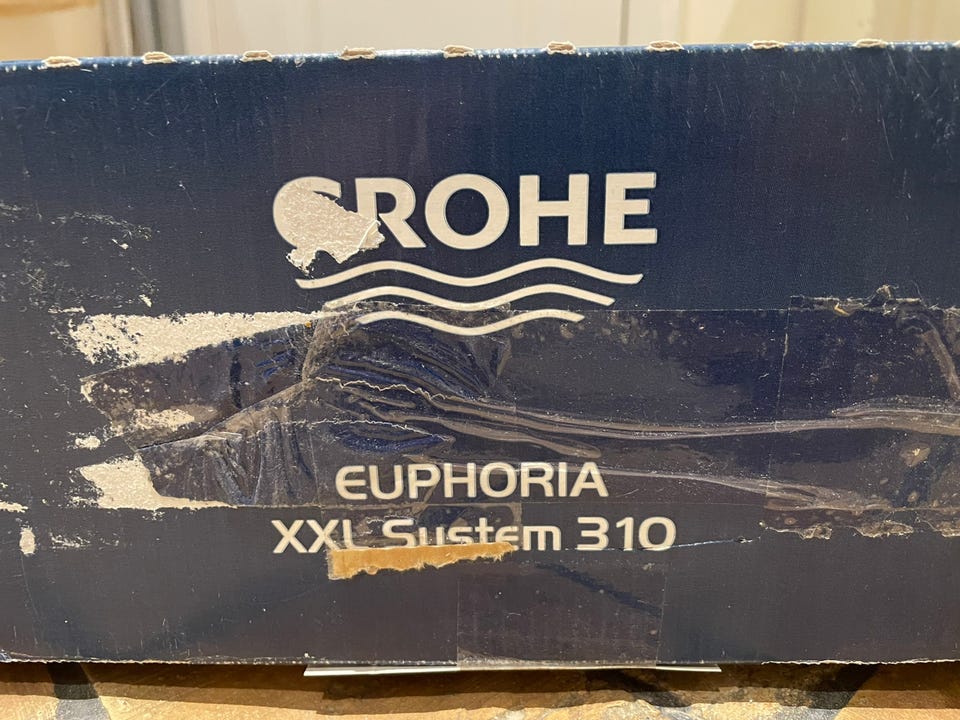 GROHE
EUPHORIA
XXL System 310